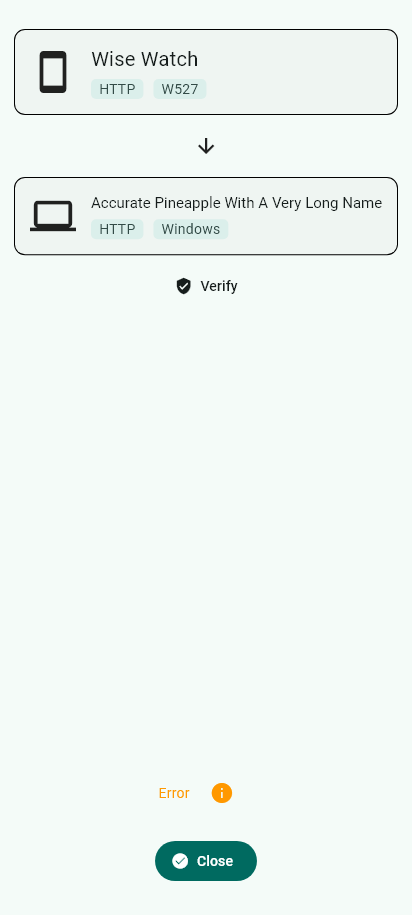 Wise Watch
HTTP W527
Accurate Pineapple With A Very Long Name
HTTP Windows
Verify
Error
Close